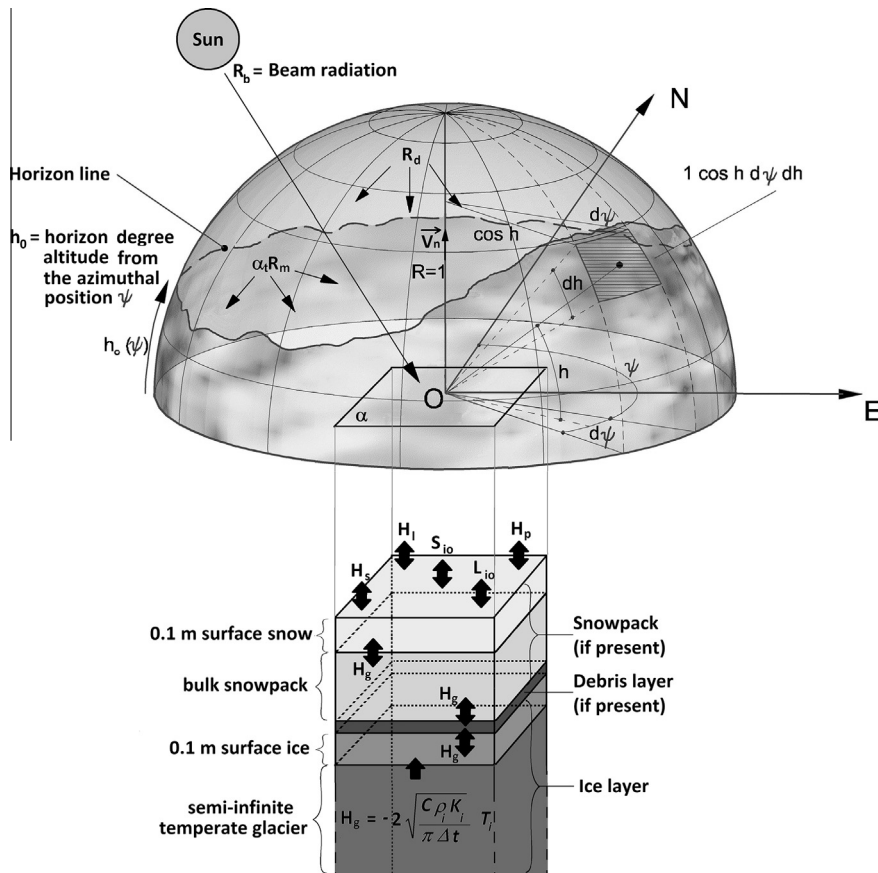 Sun
R_b = Beam radiation
N
Horizon line
R_d
1 cos h dψ dh
dψ
h_0 = horizon degree
altitude from
the azimuthal
position ψ
cos h
V_n
R=1
α_t R_m
dh
h_o (ψ)
h
ψ
O
α
E
dψ
H_l
S_io
H_p
H_s
L_io
0.1 m surface snow
Snowpack
(if present)
H_g
bulk snowpack
Debris layer
(if present)
H_g
0.1 m surface ice
H_g
Ice layer
semi-infinite
temperate glacier
H_g = -2 √(C ρ_i K_i / π Δt) T_i